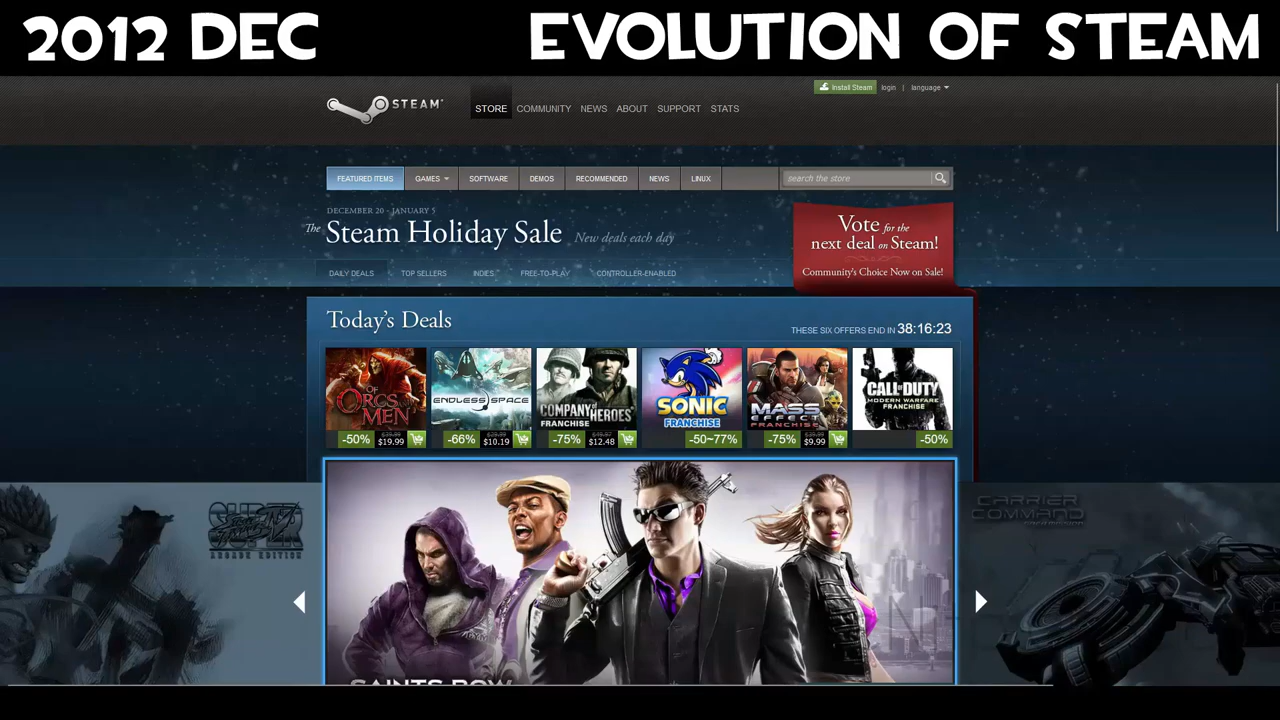 2012 DEC
EVOLUTION OF STEAM
Install Steam login | language
STEAM
STORE COMMUNITY NEWS ABOUT SUPPORT STATS
FEATURED ITEMS GAMES SOFTWARE DEMOS RECOMMENDED NEWS LINUX search the store
DECEMBER 20 - JANUARY 5
The Steam Holiday Sale New deals each day
Vote for the
next deal on Steam!
Community's Choice Now on Sale!
DAILY DEALS TOP SELLERS INDIES FREE-TO-PLAY CONTROLLER-ENABLED
Today's Deals
THESE SIX OFFERS END IN 38:16:23
OF ORCS MEN
ENDLESS SPACE
COMPANY of HEROES
FRANCHISE
SONIC
FRANCHISE
MASS EFFECT
FRANCHISE
CALL OF DUTY
MODERN WARFARE
FRANCHISE
-50% $19.99
-66% $10.19
-75% $12.48
-50~77%
-75% $9.99
-50%
SUPER
ARCADE EDITION
CARRIER
COMMAND
SAINTS ROW